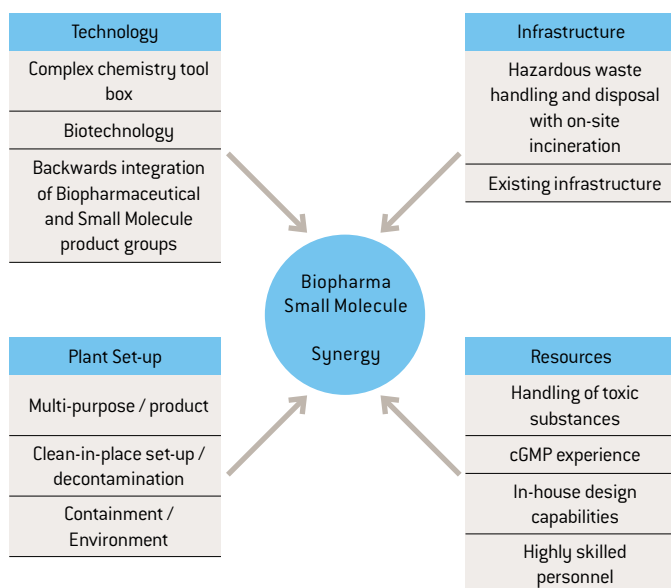 Technology
Complex chemistry tool
box
Biotechnology
Backwards integration
of Biopharmaceutical
and Small Molecule
product groups
Infrastructure
Hazardous waste
handling and disposal
with on-site
incineration
Existing infrastructure
Biopharma
Small Molecule
Synergy
Plant Set-up
Multi-purpose / product
Clean-in-place set-up /
decontamination
Containment /
Environment
Resources
Handling of toxic
substances
cGMP experience
In-house design
capabilities
Highly skilled
personnel